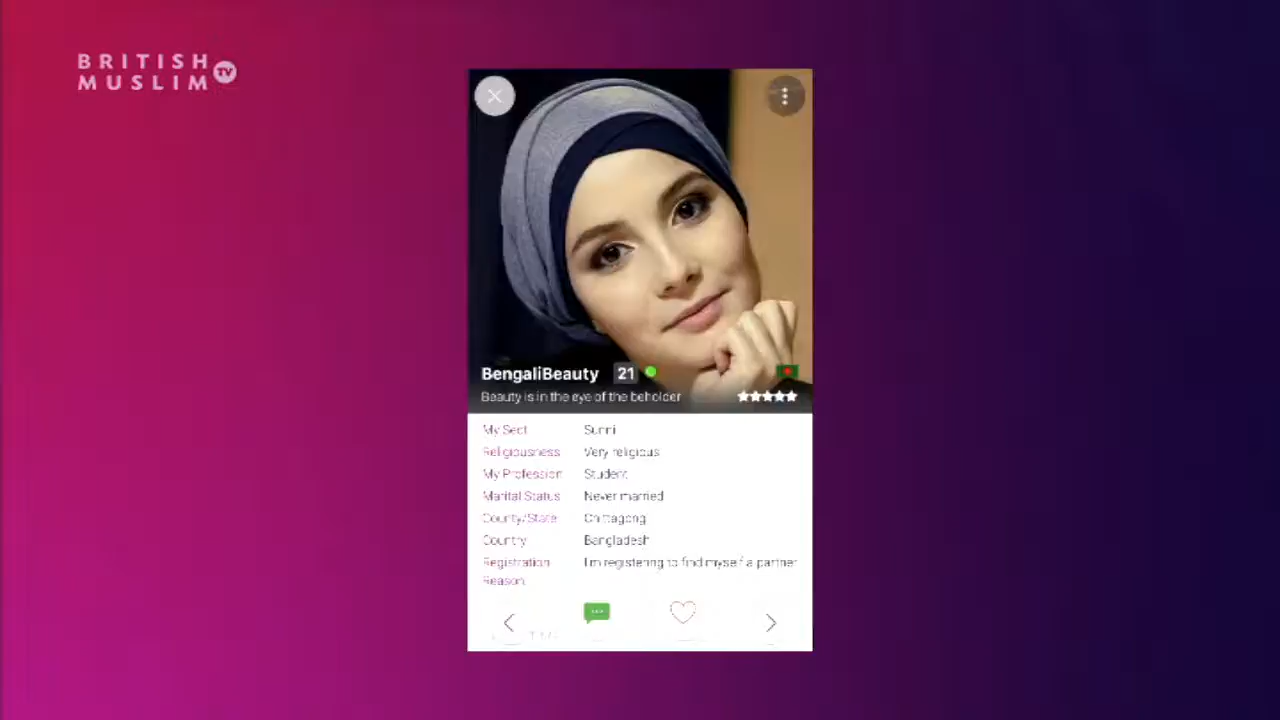 BRITISH
MUSLIM TV
BengaliBeauty 21
Beauty is in the eye of the beholder
My Sect Sunni
Religiousness Very religious
My Profession Student
Marital Status Never married
County/State Chittagong
Country Bangladesh
Registration I'm registering to find myself a partner
Reason